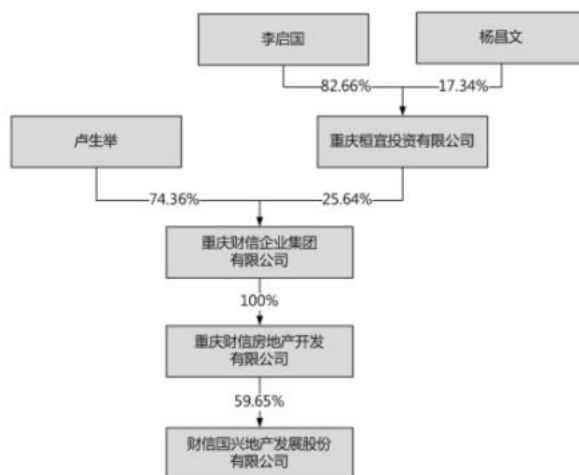 李启国
杨昌文
82.66%
17.34%
卢生举
重庆桓宜投资有限公司
74.36%
25.64%
重庆财信企业集团
有限公司
100%
重庆财信房地产开发
有限公司
59.65%
财信国兴地产发展股份
有限公司